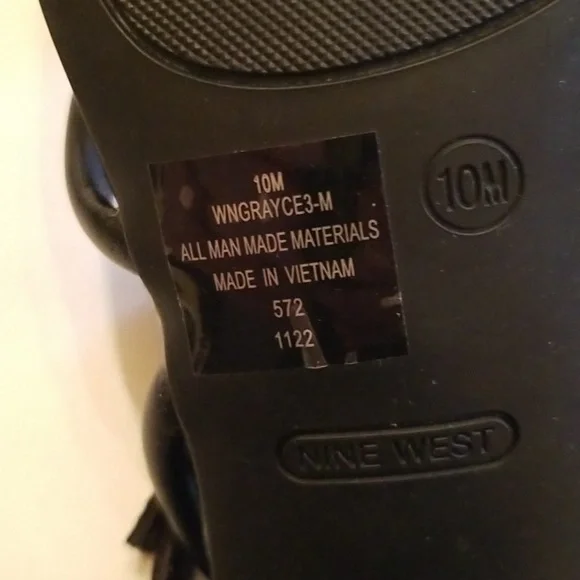 10M
WNGRAYCE3-M
ALL MAN MADE MATERIALS
MADE IN VIETNAM
572
1122
10M
NINE WEST